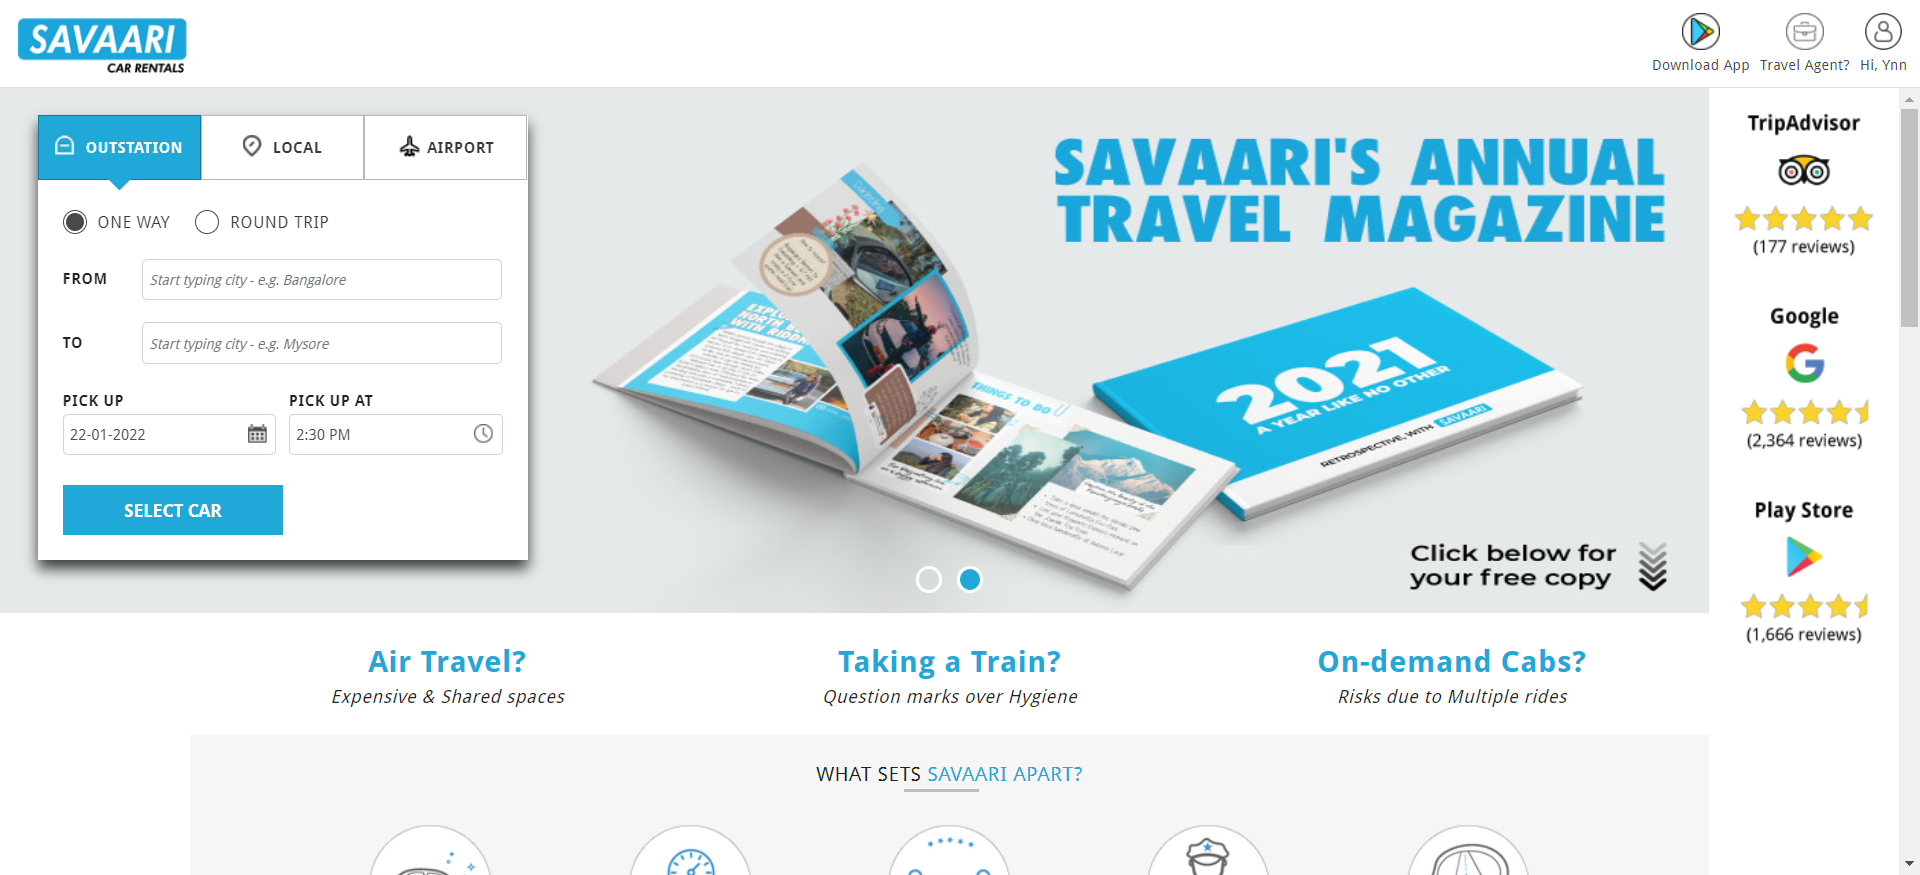 SAVAARI
CAR RENTALS
Download App
Travel Agent?
Hi, Ynn
OUTSTATION
LOCAL
AIRPORT
ONE WAY
ROUND TRIP
FROM
Start typing city - e.g. Bangalore
TO
Start typing city - e.g. Mysore
PICK UP
PICK UP AT
22-01-2022
2:30 PM
SELECT CAR
SAVAARI'S ANNUAL
TRAVEL MAGAZINE
THINGS TO DO
2021
A YEAR LIKE NO OTHER
RETROSPECTIVE, WITH SAVAARI
Click below for
your free copy
TripAdvisor
(177 reviews)
Google
(2,364 reviews)
Play Store
(1,666 reviews)
Air Travel?
Expensive & Shared spaces
Taking a Train?
Question marks over Hygiene
On-demand Cabs?
Risks due to Multiple rides
WHAT SETS SAVAARI APART?